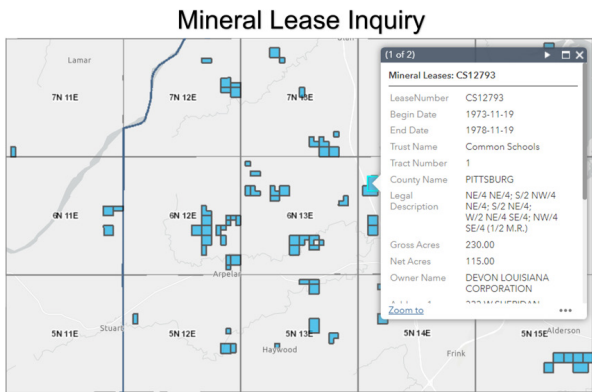 Mineral Lease Inquiry
Lamar
7N 11E
7N 12E
7N 13E
6N 11E
6N 12E
6N 13E
Arpelar
5N 11E
Stuart
5N 12E
5N 13E
Haywood
5N 14E
Frink
5N 15E
Alderson
(1 of 2)
Mineral Leases: CS12793
LeaseNumber CS12793
Begin Date 1973-11-19
End Date 1978-11-19
Trust Name Common Schools
Tract Number 1
County Name PITTSBURG
Legal Description NE/4 NE/4; S/2 NW/4
NE/4; S/2 NE/4;
W/2 NE/4 SE/4; NW/4
SE/4 (1/2 M.R.)
Gross Acres 230.00
Net Acres 115.00
Owner Name DEVON LOUISIANA
CORPORATION
Zoom to